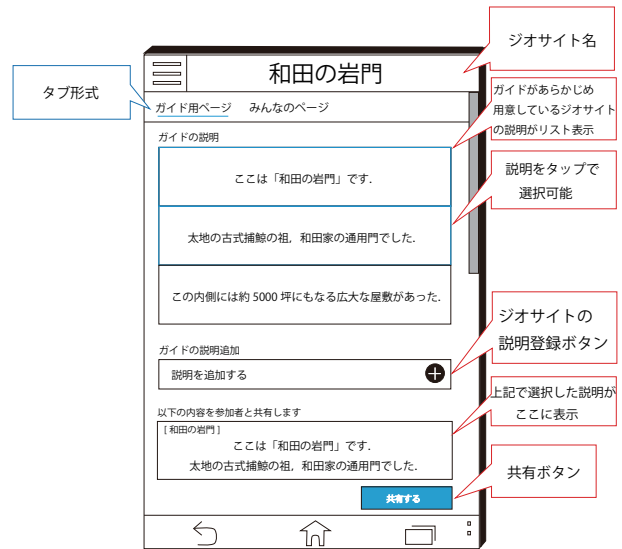 ジオサイト名
和田の岩門
タブ形式
ガイド用ページ みんなのページ
ガイドがあらかじめ
用意しているジオサイト
の説明がリスト表示
ガイドの説明
ここは「和田の岩門」です.
説明をタップで
選択可能
太地の古式捕鯨の祖，和田家の通用門でした.
この内側には約 5000 坪にもなる広大な屋敷があった.
ジオサイトの
説明登録ボタン
ガイドの説明追加
説明を追加する
上記で選択した説明が
ここに表示
以下の内容を参加者と共有します
[ 和田の岩門 ]
ここは「和田の岩門」です.
太地の古式捕鯨の祖，和田家の通用門でした.
共有ボタン
共有する